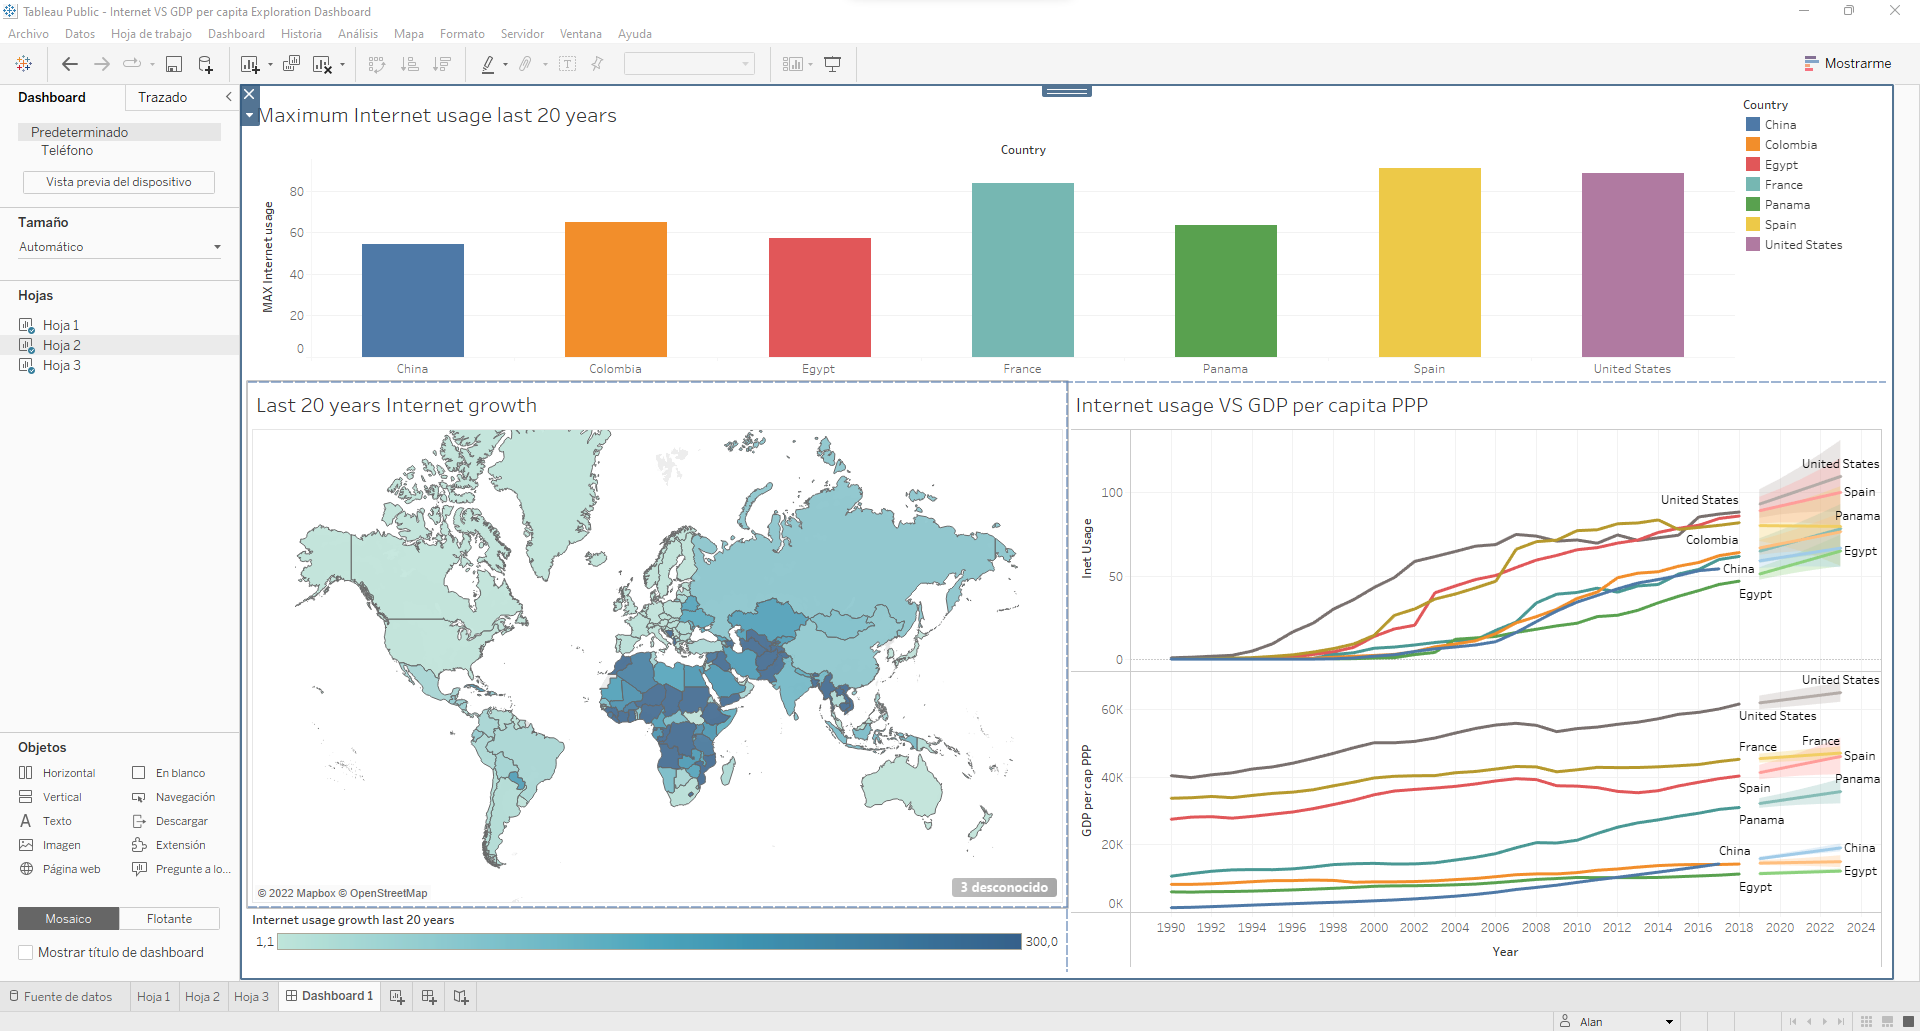 Tableau Public - Internet VS GDP per capita Exploration Dashboard
Archivo Datos Hoja de trabajo Dashboard Historia Análisis Mapa Formato Servidor Ventana Ayuda
Mostrarme
Dashboard Trazado
Predeterminado
Teléfono
Vista previa del dispositivo
Tamaño
Automático
Hojas
Hoja 1
Hoja 2
Hoja 3
Objetos
Horizontal En blanco
Vertical Navegación
Texto Descargar
Imagen Extensión
Página web Pregunte a lo...
Mosaico Flotante
Mostrar título de dashboard
Maximum Internet usage last 20 years
Country
MAX Internet usage
80
60
40
20
0
China Colombia Egypt France Panama Spain United States
Country
China
Colombia
Egypt
France
Panama
Spain
United States
Last 20 years Internet growth
© 2022 Mapbox © OpenStreetMap
3 desconocido
Internet usage growth last 20 years
1,1 300,0
Internet usage VS GDP per capita PPP
Inet Usage
100
50
0
United States
Spain
United States
Panama
Colombia
Egypt
China
Egypt
GDP per cap PPP
60K
40K
20K
0K
United States
United States
France
France
Spain
Panama
Spain
Panama
China
China
Egypt
Egypt
1990 1992 1994 1996 1998 2000 2002 2004 2006 2008 2010 2012 2014 2016 2018 2020 2022 2024
Year
Fuente de datos Hoja 1 Hoja 2 Hoja 3 Dashboard 1
Alan